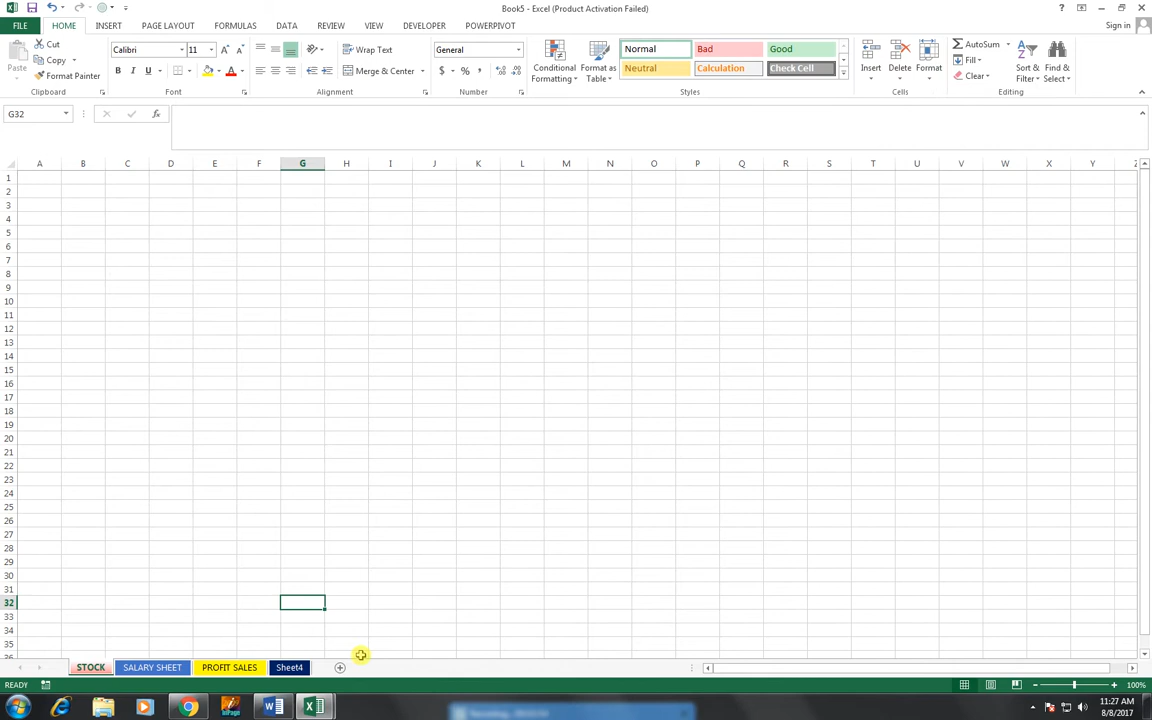 Book5 - Excel (Product Activation Failed)
FILE HOME INSERT PAGE LAYOUT FORMULAS DATA REVIEW VIEW DEVELOPER POWERPIVOT Sign in
Paste
Cut
Copy
Format Painter
Clipboard
Calibri 11
B I U
Font
Wrap Text
Merge & Center
Alignment
General
$ % ,
Number
Conditional Formatting
Format as Table
Normal Bad Good
Neutral Calculation Check Cell
Styles
Insert Delete Format
Cells
AutoSum
Fill
Clear
Sort & Filter
Find & Select
Editing
G32
fx
A B C D E F G H I J K L M N O P Q R S T U V W X Y Z
1
2
3
4
5
6
7
8
9
10
11
12
13
14
15
16
17
18
19
20
21
22
23
24
25
26
27
28
29
30
31
32
33
34
35
36
STOCK SALARY SHEET PROFIT SALES Sheet4
READY 100%
11:27 AM
8/8/2017